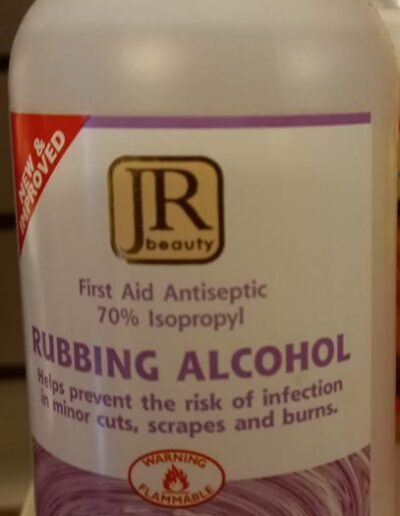 NEW &
IMPROVED
JR
beauty
First Aid Antiseptic
70% Isopropyl
RUBBING ALCOHOL
Helps prevent the risk of infection
in minor cuts, scrapes and burns.
WARNING
FLAMMABLE